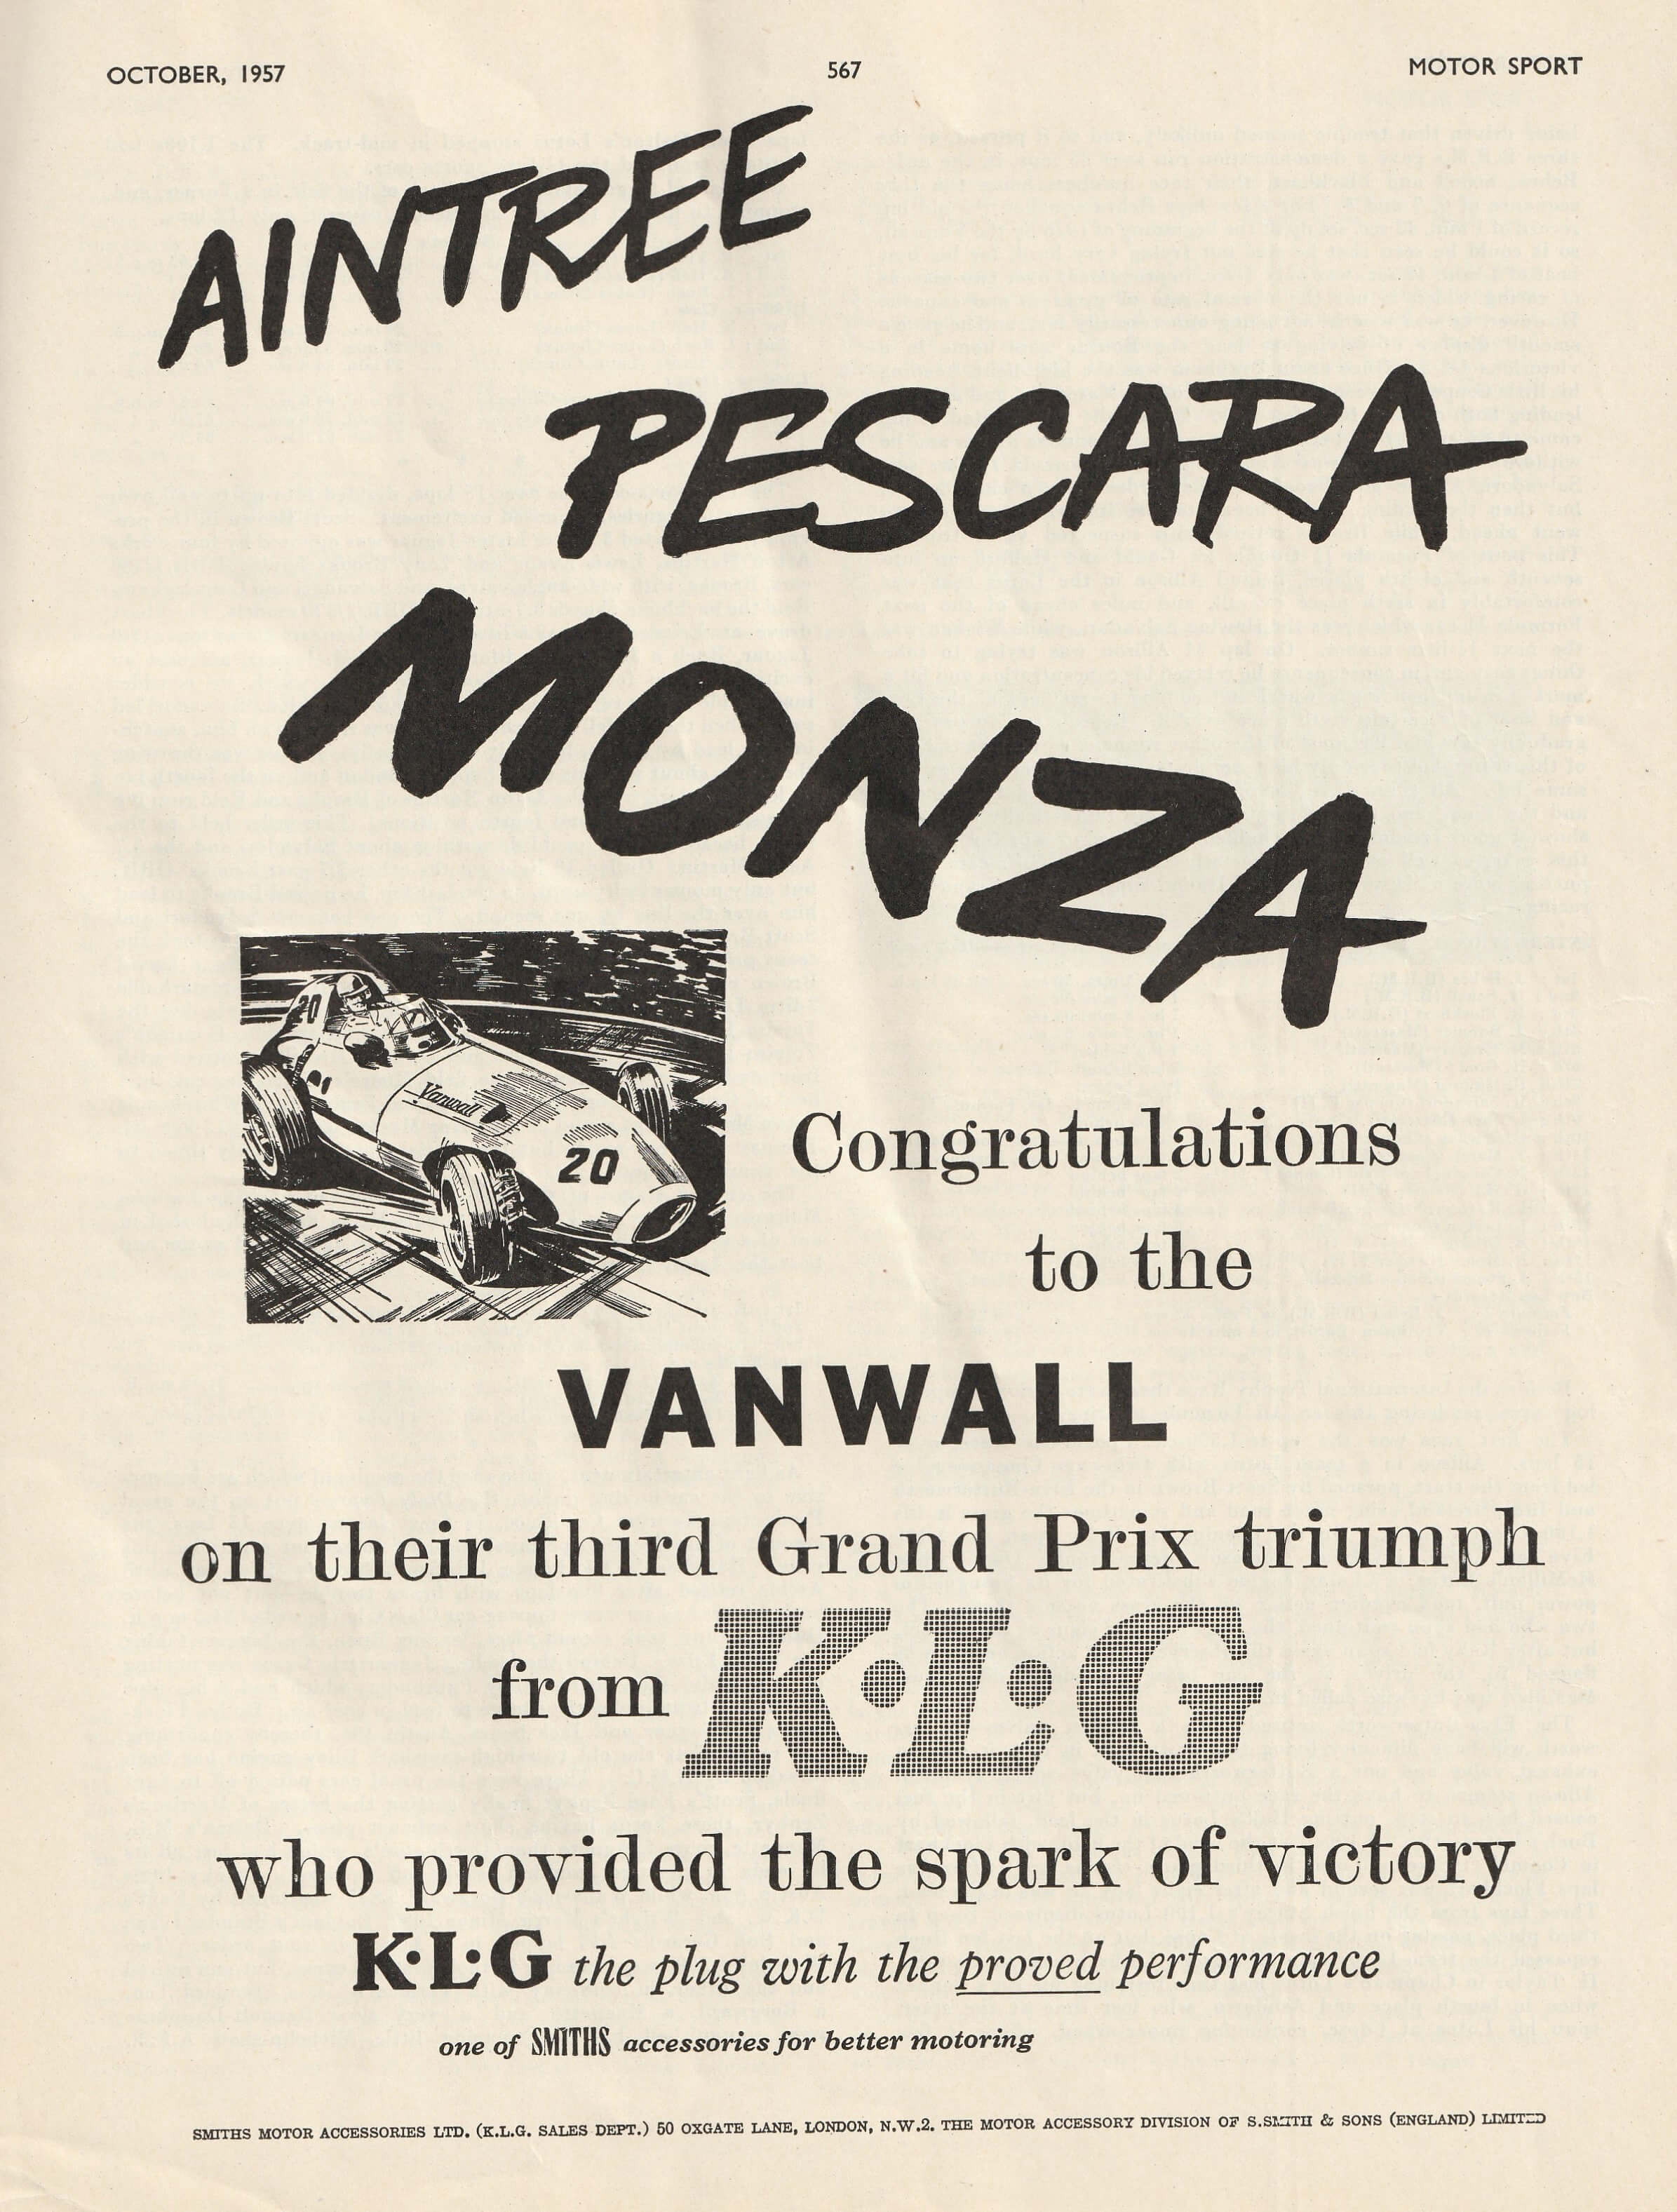 OCTOBER, 1957 567 MOTOR SPORT
AINTREE
PESCARA
MONZA
20
Vanwall
20
Congratulations
to the
VANWALL
on their third Grand Prix triumph
from K·L·G
who provided the spark of victory
K·L·G the plug with the proved performance
one of SMITHS accessories for better motoring
SMITHS MOTOR ACCESSORIES LTD. (K.L.G. SALES DEPT.) 50 OXGATE LANE, LONDON, N.W.2. THE MOTOR ACCESSORY DIVISION OF S.SMITH & SONS (ENGLAND) LIMITED